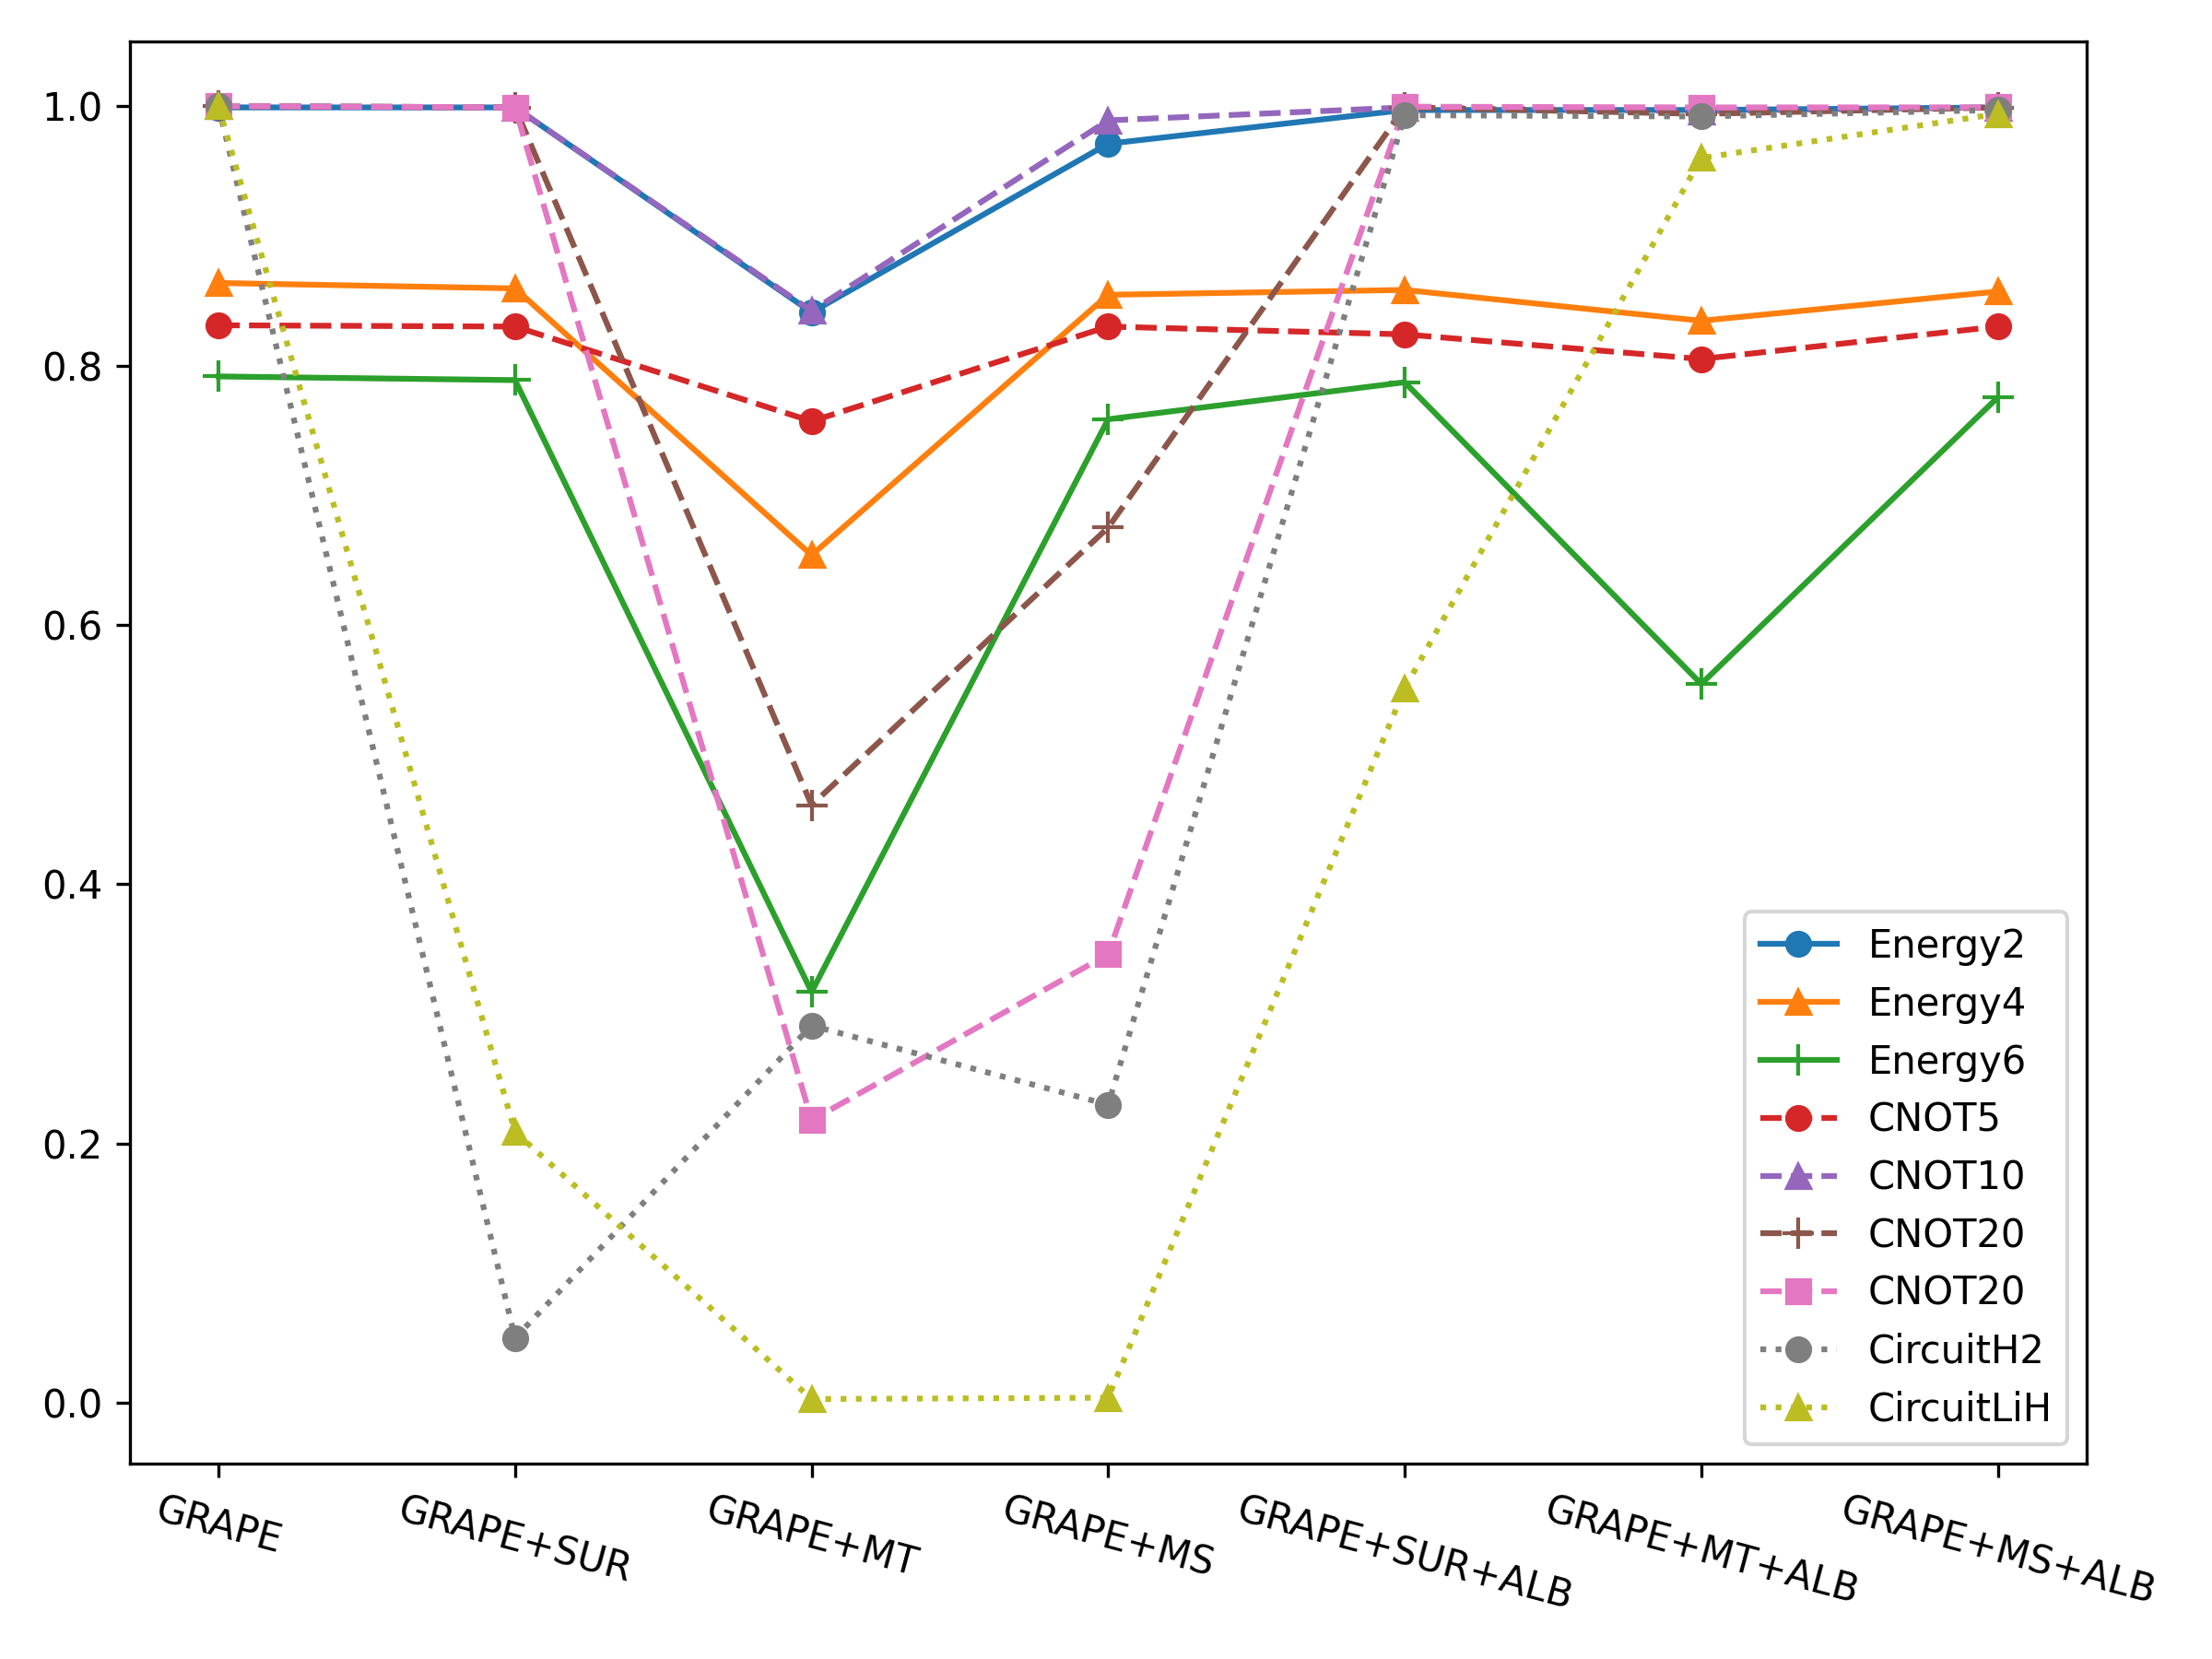 1.0
0.8
0.6
0.4
0.2
0.0
Energy2
Energy4
Energy6
CNOT5
CNOT10
CNOT20
CNOT20
CircuitH2
CircuitLiH
GRAPE
GRAPE+SUR
GRAPE+MT
GRAPE+MS
GRAPE+SUR+ALB
GRAPE+MT+ALB
GRAPE+MS+ALB